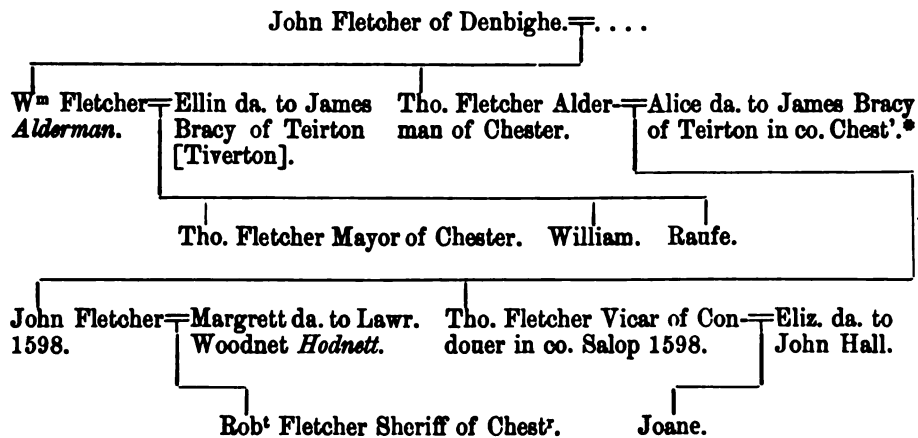 John Fletcher of Denbighe.=. . . .
Wᵐ Fletcher=Ellin da. to James
Alderman. Bracy of Teirton
[Tiverton].
Tho. Fletcher Alder-=Alice da. to James Bracy
man of Chester. of Teirton in co. Chest'.*
Tho. Fletcher Mayor of Chester. William. Raufe.
John Fletcher=Margrett da. to Lawr.
1598. Woodnet Hodnett.
Tho. Fletcher Vicar of Con-=Eliz. da. to
douer in co. Salop 1598. John Hall.
Robᵗ Fletcher Sheriff of Chestʳ. Joane.